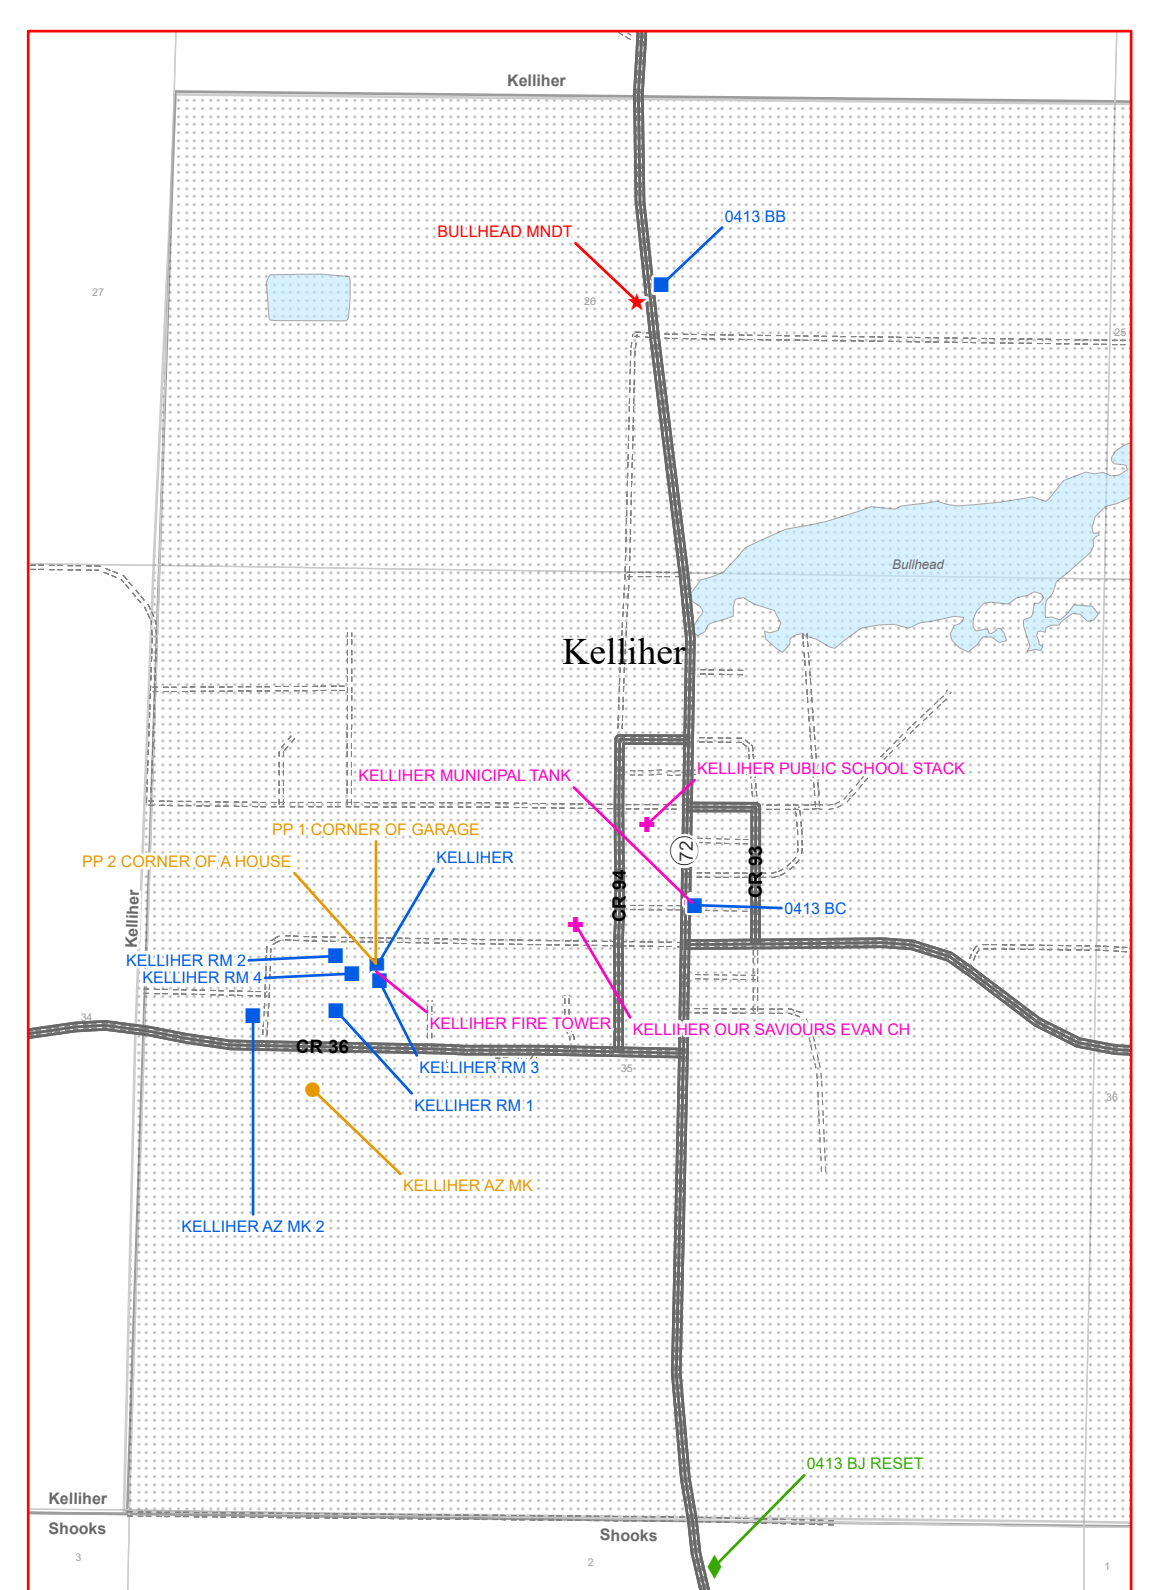 Kelliher
0413 BB
BULLHEAD MNDT
27
26
25
Bullhead
Kelliher
KELLIHER PUBLIC SCHOOL STACK
KELLIHER MUNICIPAL TANK
PP 1 CORNER OF GARAGE
72
PP 2 CORNER OF A HOUSE
KELLIHER
CR 93
CR 94
0413 BC
Kelliher
KELLIHER RM 2
KELLIHER RM 4
34
KELLIHER FIRE TOWER
KELLIHER OUR SAVIOURS EVAN CH
CR 36
KELLIHER RM 3
35
36
KELLIHER RM 1
KELLIHER AZ MK
KELLIHER AZ MK 2
0413 BJ RESET
Kelliher
Shooks
Shooks
3
2
1